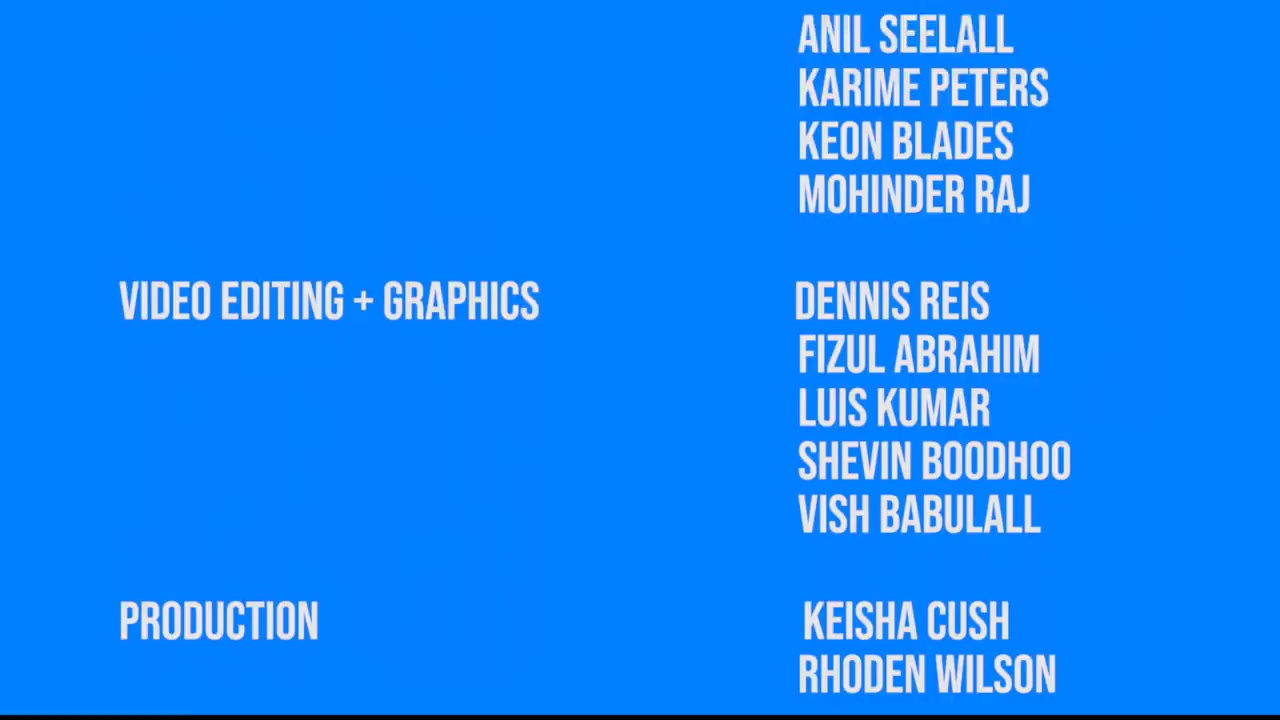 ANIL SEELALL
KARIME PETERS
KEON BLADES
MOHINDER RAJ
VIDEO EDITING + GRAPHICS DENNIS REIS
FIZUL ABRAHIM
LUIS KUMAR
SHEVIN BOODHOO
VISH BABULALL
PRODUCTION KEISHA CUSH
RHODEN WILSON